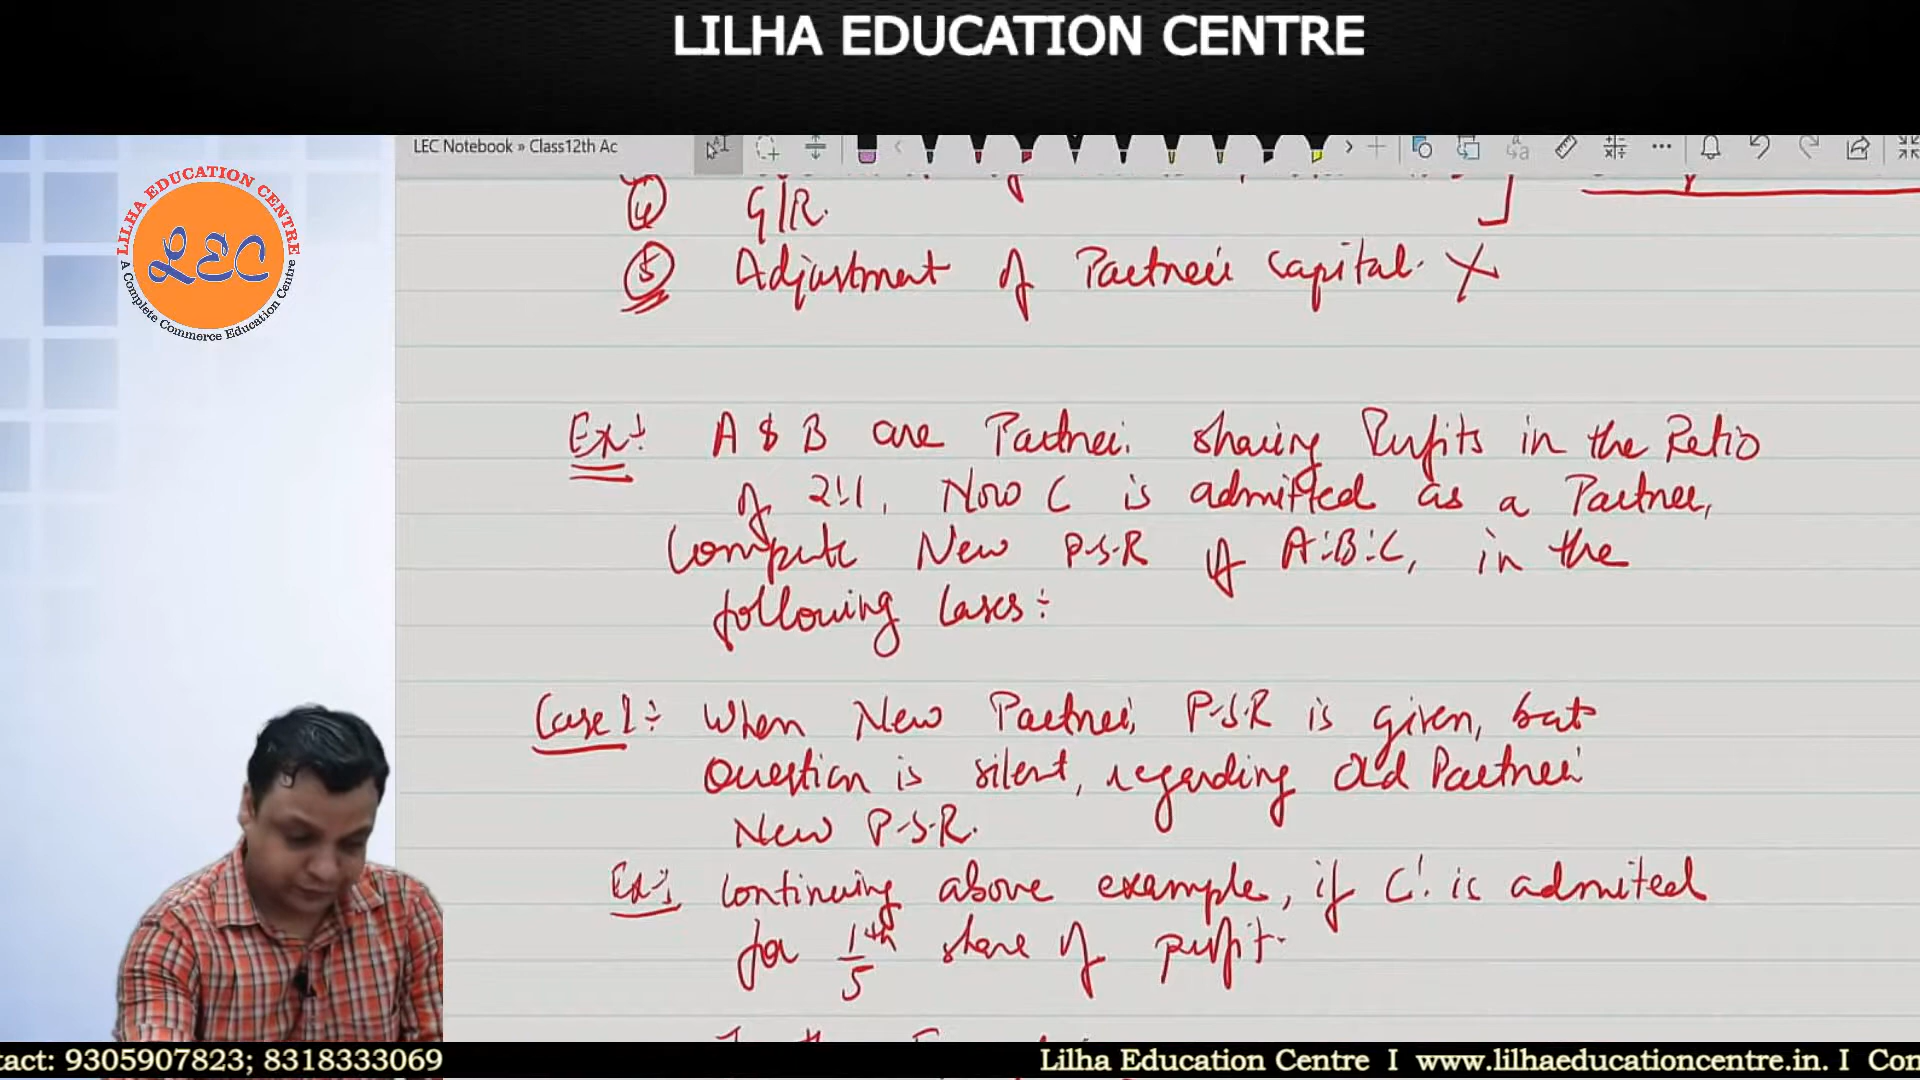 LILHA EDUCATION CENTRE
LEC Notebook » Class12th Ac
LILHA EDUCATION CENTRE
LEC
A Complete Commerce Education Centre
④ G/R.
⑤ Adjustment of Partner's Capital. X
Ex:- A & B are Partner. sharing Profits in the Ratio
of 2:1, Now C is admitted as a Partner,
Compute New P.S.R of A:B:C, in the
following Cases:-
Case 1:- When New Partner's P.S.R is given, but
Question is silent, regarding Old Partner's
New P.S.R.
Ex:- Continuing above example, if C'. is admited
for 1/5th share of profit.
tact: 9305907823; 8318333069
Lilha Education Centre I www.lilhaeducationcentre.in. I Con